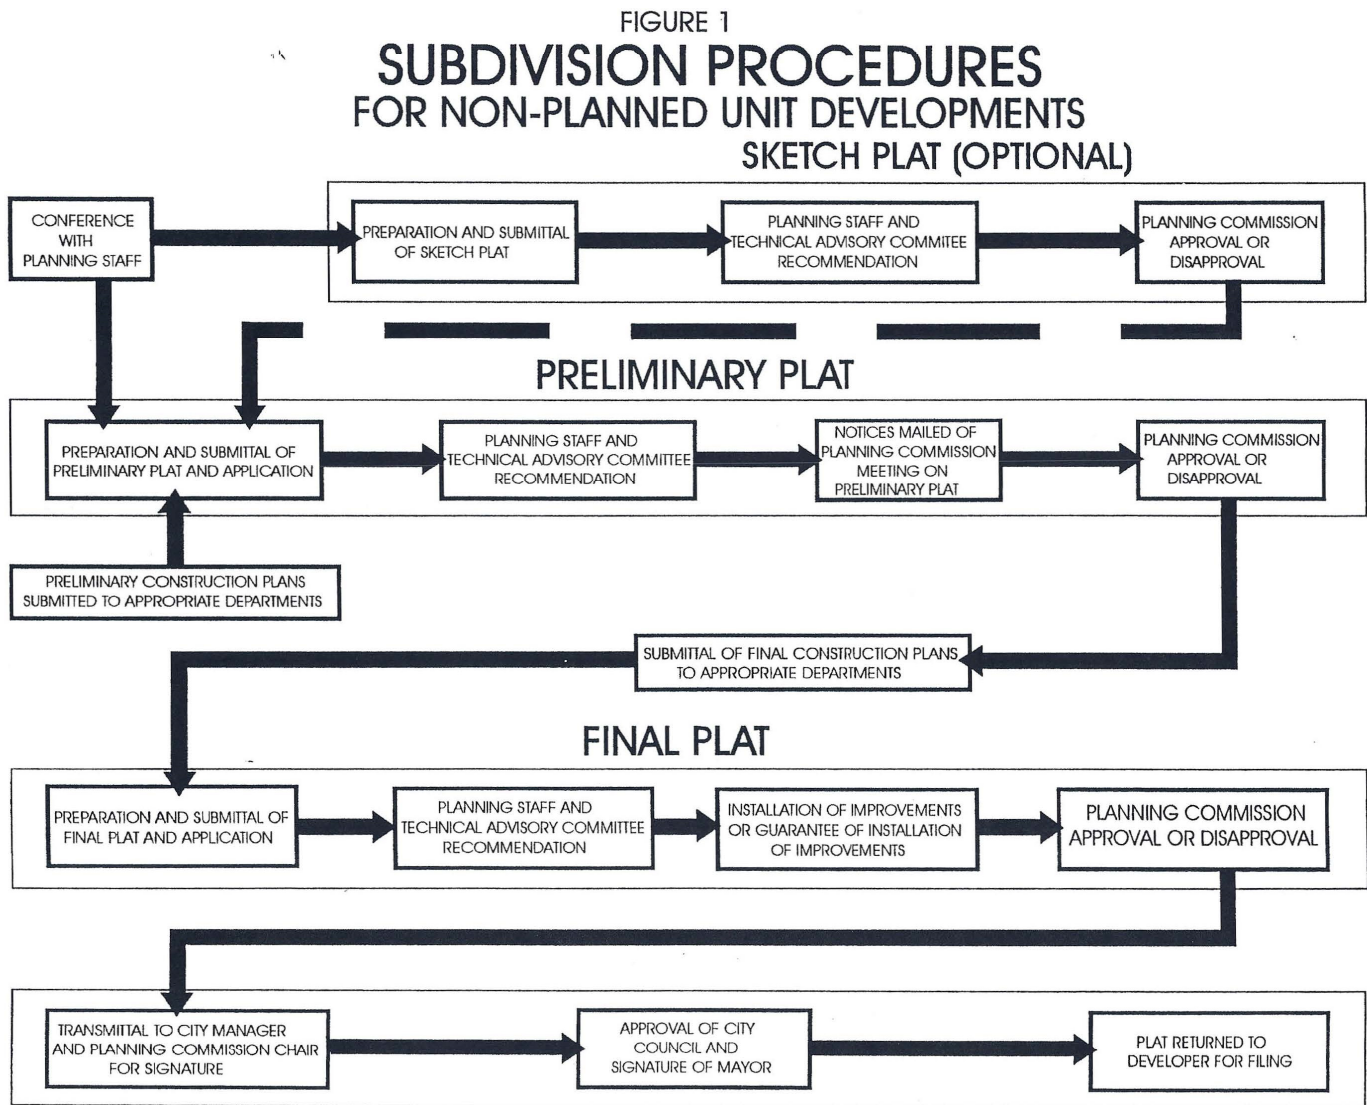 FIGURE 1
SUBDIVISION PROCEDURES
FOR NON-PLANNED UNIT DEVELOPMENTS
SKETCH PLAT (OPTIONAL)
CONFERENCE
WITH
PLANNING STAFF
PREPARATION AND SUBMITTAL
OF SKETCH PLAT
PLANNING STAFF AND
TECHNICAL ADVISORY COMMITEE
RECOMMENDATION
PLANNING COMMISSION
APPROVAL OR
DISAPPROVAL
PRELIMINARY PLAT
PREPARATION AND SUBMITTAL OF
PRELIMINARY PLAT AND APPLICATION
PLANNING STAFF AND
TECHNICAL ADVISORY COMMITTEE
RECOMMENDATION
NOTICES MAILED OF
PLANNING COMMISSION
MEETING ON
PRELIMINARY PLAT
PLANNING COMMISSION
APPROVAL OR
DISAPPROVAL
PRELIMINARY CONSTRUCTION PLANS
SUBMITTED TO APPROPRIATE DEPARTMENTS
SUBMITTAL OF FINAL CONSTRUCTION PLANS
TO APPROPRIATE DEPARTMENTS
FINAL PLAT
PREPARATION AND SUBMITTAL OF
FINAL PLAT AND APPLICATION
PLANNING STAFF AND
TECHNICAL ADVISORY COMMITTEE
RECOMMENDATION
INSTALLATION OF IMPROVEMENTS
OR GUARANTEE OF INSTALLATION
OF IMPROVEMENTS
PLANNING COMMISSION
APPROVAL OR DISAPPROVAL
TRANSMITTAL TO CITY MANAGER
AND PLANNING COMMISSION CHAIR
FOR SIGNATURE
APPROVAL OF CITY
COUNCIL AND
SIGNATURE OF MAYOR
PLAT RETURNED TO
DEVELOPER FOR FILING